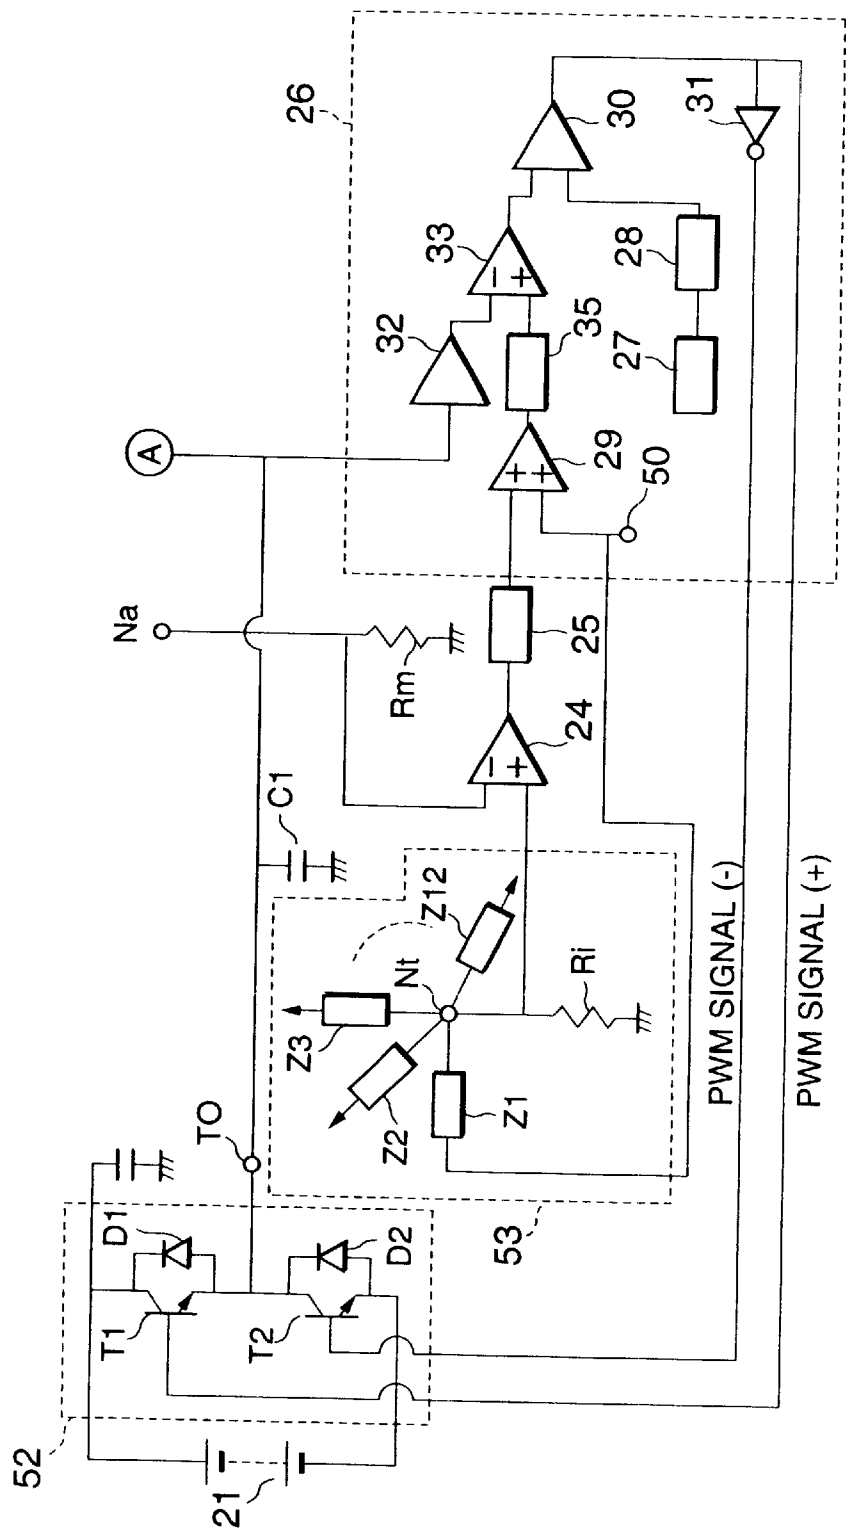 26
30
31
33
28
32
35
27
A
29
50
Na
25
Rm
24
C1
Z12
Nt
Ri
Z3
Z2
Z1
TO
53
D1
D2
T1
T2
52
21
+
−
+
−
+
+
PWM SIGNAL (-)
PWM SIGNAL (+)